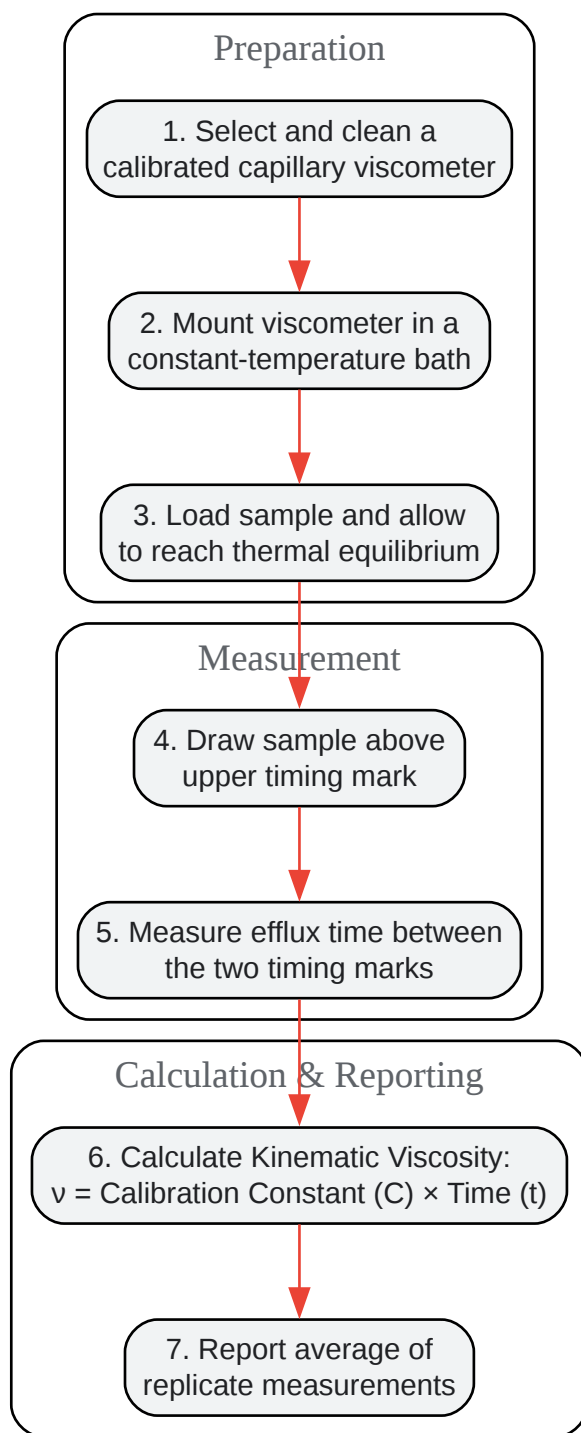 Preparation
1. Select and clean a
calibrated capillary viscometer
2. Mount viscometer in a
constant-temperature bath
3. Load sample and allow
to reach thermal equilibrium
Measurement
4. Draw sample above
upper timing mark
5. Measure efflux time between
the two timing marks
Calculation & Reporting
6. Calculate Kinematic Viscosity:
ν = Calibration Constant (C) × Time (t)
7. Report average of
replicate measurements